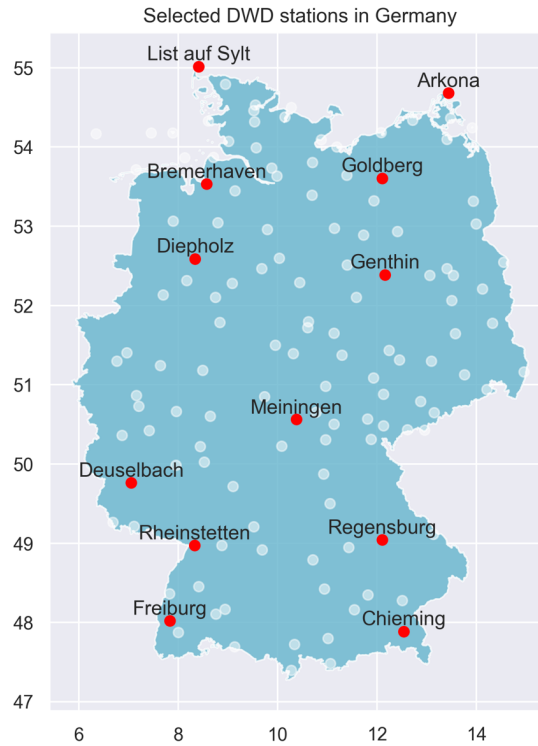 Selected DWD stations in Germany
List auf Sylt
55
Arkona
54
Goldberg
Bremerhaven
53
Diepholz
Genthin
52
51
Meiningen
50
Deuselbach
Regensburg
Rheinstetten
49
Freiburg
48
Chieming
47
6 8 10 12 14